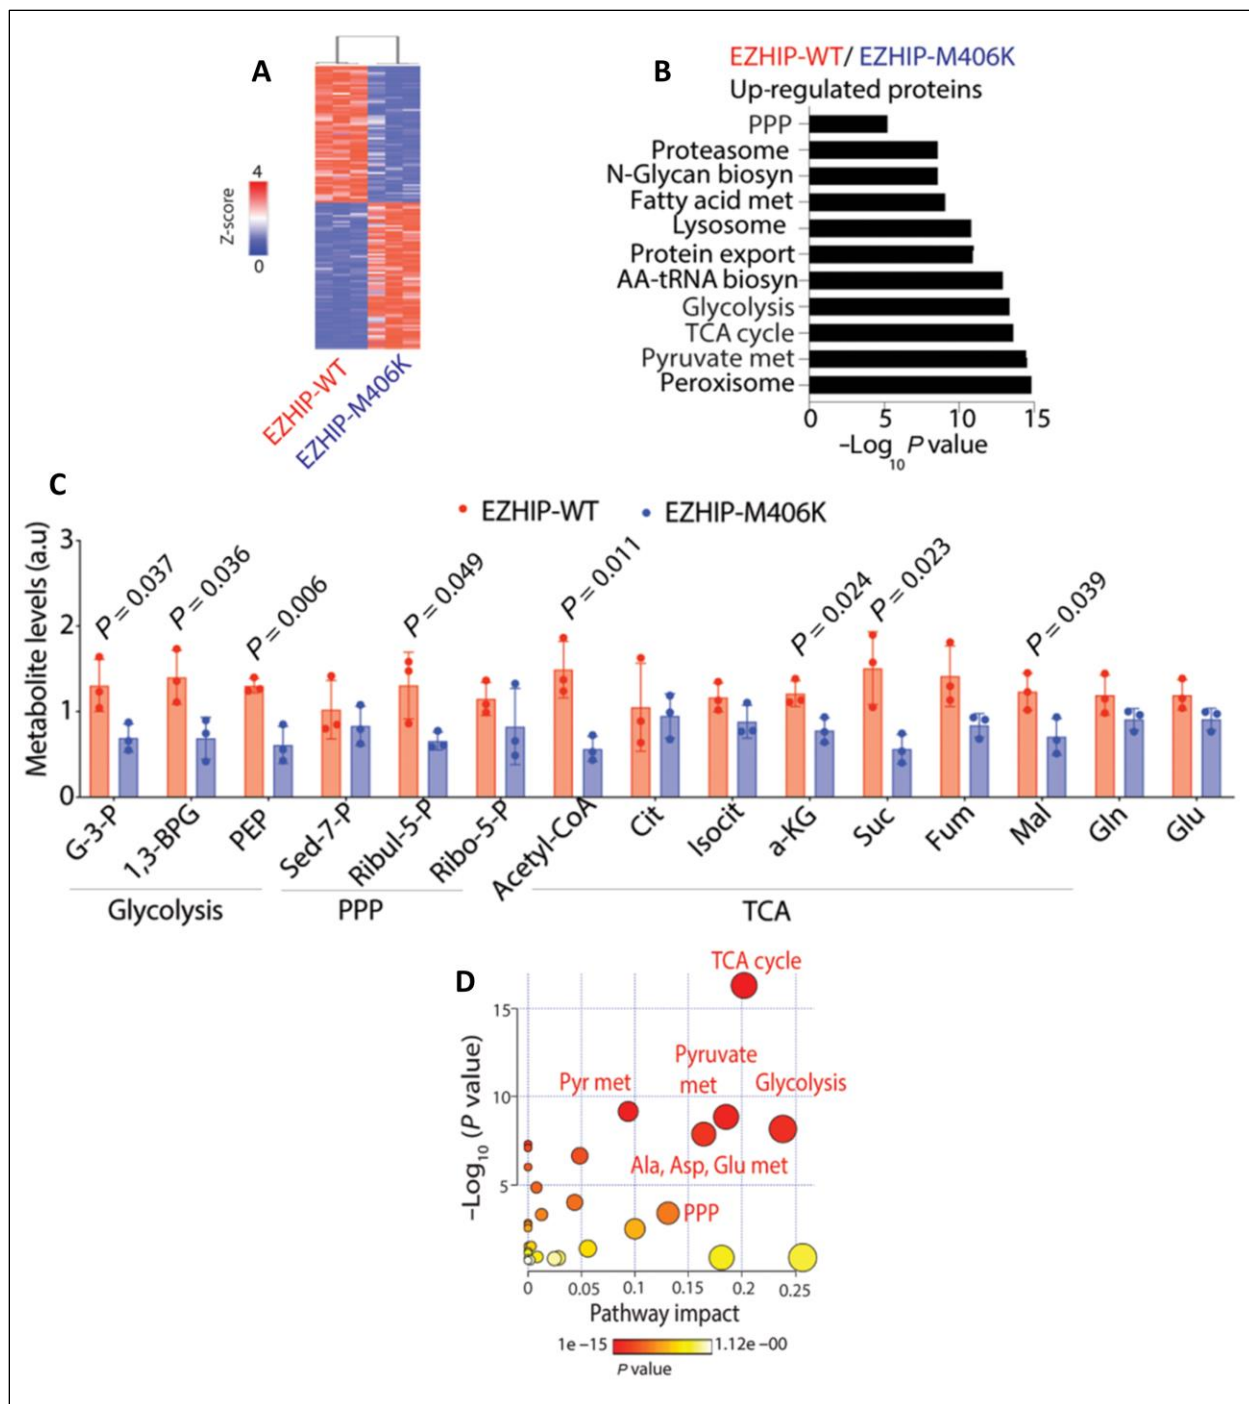 A
4
Z-score
0
EZHIP-WT
EZHIP-M406K
B
EZHIP-WT/ EZHIP-M406K
Up-regulated proteins
PPP
Proteasome
N-Glycan biosyn
Fatty acid met
Lysosome
Protein export
AA-tRNA biosyn
Glycolysis
TCA cycle
Pyruvate met
Peroxisome
0 5 10 15
–Log10 P value
C
EZHIP-WT EZHIP-M406K
Metabolite levels (a.u)
3
2
1
0
P = 0.037
P = 0.036
P = 0.006
P = 0.049
P = 0.011
P = 0.024
P = 0.023
P = 0.039
G-3-P
1,3-BPG
PEP
Sed-7-P
Ribul-5-P
Ribo-5-P
Acetyl-CoA
Cit
Isocit
a-KG
Suc
Fum
Mal
Gln
Glu
Glycolysis
PPP
TCA
D
TCA cycle
15
Pyruvate
met
Pyr met
Glycolysis
10
–Log10 (P value)
Ala, Asp, Glu met
5
PPP
0 0.05 0.1 0.15 0.2 0.25
Pathway impact
1e –15 1.12e –00
P value